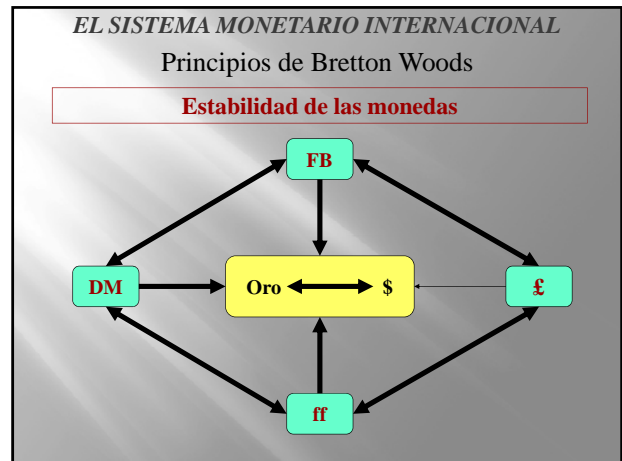 EL SISTEMA MONETARIO INTERNACIONAL
Principios de Bretton Woods
Estabilidad de las monedas
FB
DM
Oro $
£
ff